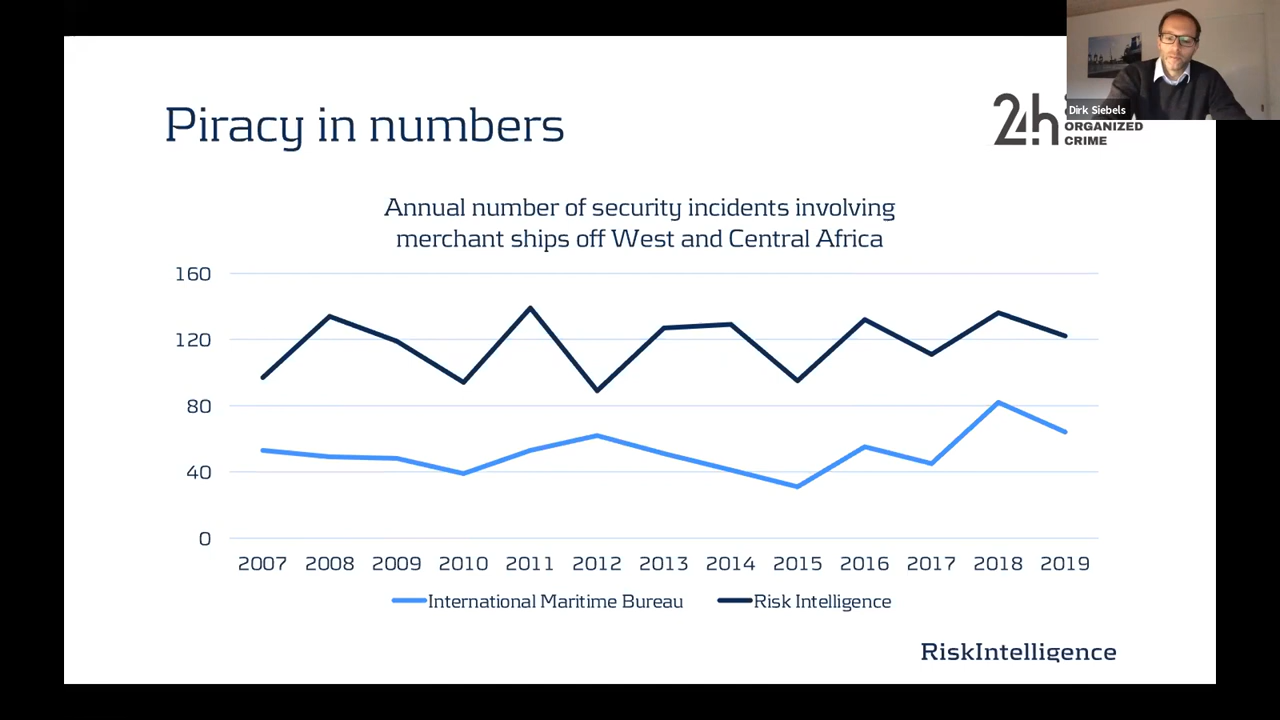 Dirk Siebels
Piracy in numbers
24h
ORGANIZED
CRIME
Annual number of security incidents involving
merchant ships off West and Central Africa
160
120
80
40
0
2007 2008 2009 2010 2011 2012 2013 2014 2015 2016 2017 2018 2019
International Maritime Bureau Risk Intelligence
RiskIntelligence